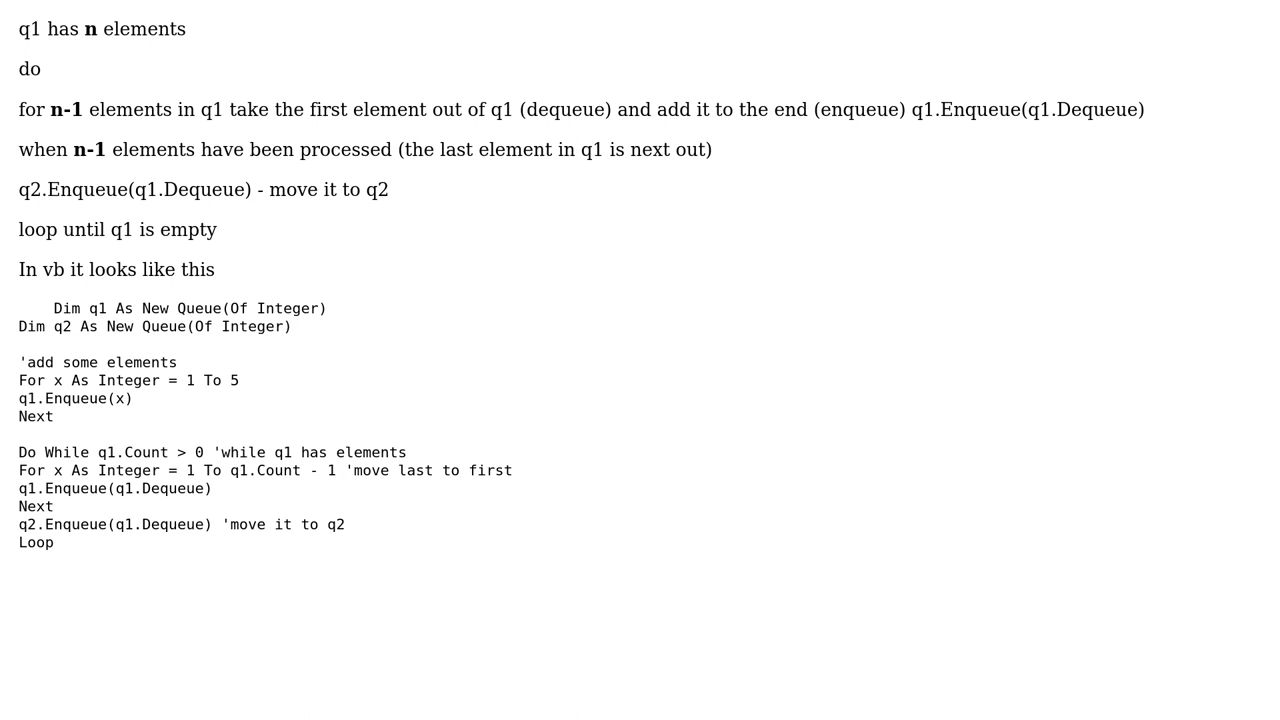 q1 has n elements
do
for n-1 elements in q1 take the first element out of q1 (dequeue) and add it to the end (enqueue) q1.Enqueue(q1.Dequeue)
when n-1 elements have been processed (the last element in q1 is next out)
q2.Enqueue(q1.Dequeue) - move it to q2
loop until q1 is empty
In vb it looks like this
    Dim q1 As New Queue(Of Integer)
Dim q2 As New Queue(Of Integer)
'add some elements
For x As Integer = 1 To 5
q1.Enqueue(x)
Next
Do While q1.Count > 0 'while q1 has elements
For x As Integer = 1 To q1.Count - 1 'move last to first
q1.Enqueue(q1.Dequeue)
Next
q2.Enqueue(q1.Dequeue) 'move it to q2
Loop